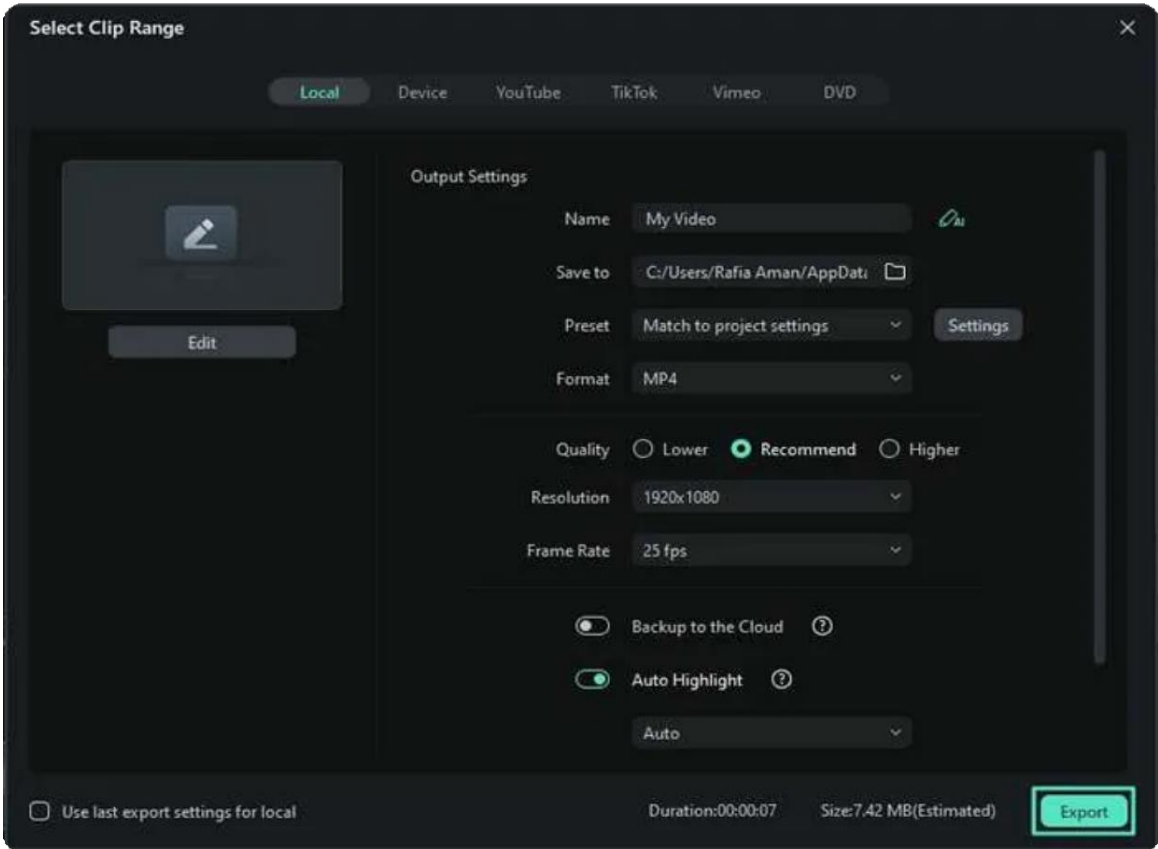 Select Clip Range
Local Device YouTube TikTok Vimeo DVD
Output Settings
Name My Video AI
Save to C:/Users/Rafia Aman/AppData
Preset Match to project settings Settings
Edit
Format MP4
Quality Lower Recommend Higher
Resolution 1920x1080
Frame Rate 25 fps
Backup to the Cloud ?
Auto Highlight ?
Auto
Use last export settings for local Duration:00:00:07 Size:7.42 MB(Estimated) Export